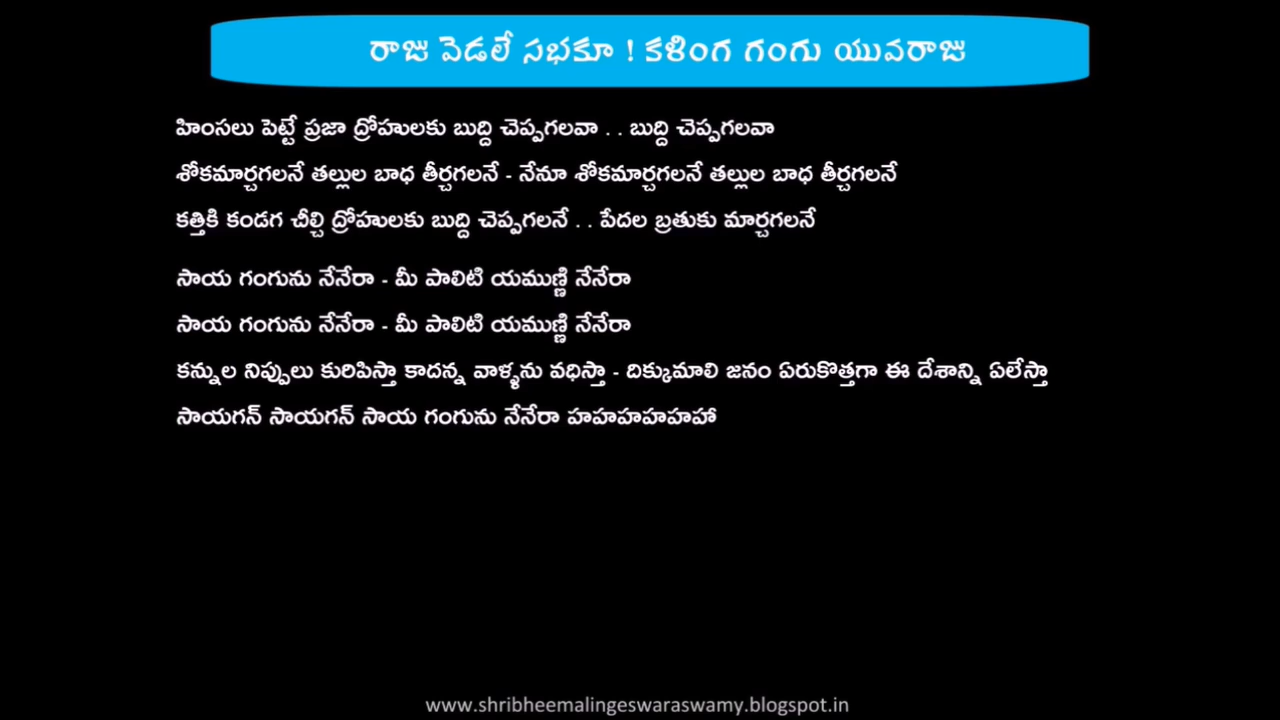 రాజు వెడలే సభకూ ! కళింగ గంగు యువరాజు
హింసలు పెట్టే ప్రజా ద్రోహులకు బుద్ది చెప్పగలవా . . బుద్ది చెప్పగలవా
శోకమార్చగలనే తల్లుల బాధ తీర్చగలనే - నేనూ శోకమార్చగలనే తల్లుల బాధ తీర్చగలనే
కత్తికి కండగ చీల్చి ద్రోహులకు బుద్ది చెప్పగలనే . . పేదల బ్రతుకు మార్చగలనే
సాయ గంగును నేనేరా - మీ పాలిటి యముణ్ణి నేనేరా
సాయ గంగును నేనేరా - మీ పాలిటి యముణ్ణి నేనేరా
కన్నుల నిప్పులు కురిపిస్తా కాదన్న వాళ్ళను వధిస్తా - దిక్కుమాలి జనం ఏరుకొత్తగా ఈ దేశాన్ని ఏలేస్తా
సాయగన్ సాయగన్ సాయ గంగును నేనేరా హహహహహహా
www.shribheemalingeswaraswamy.blogspot.in